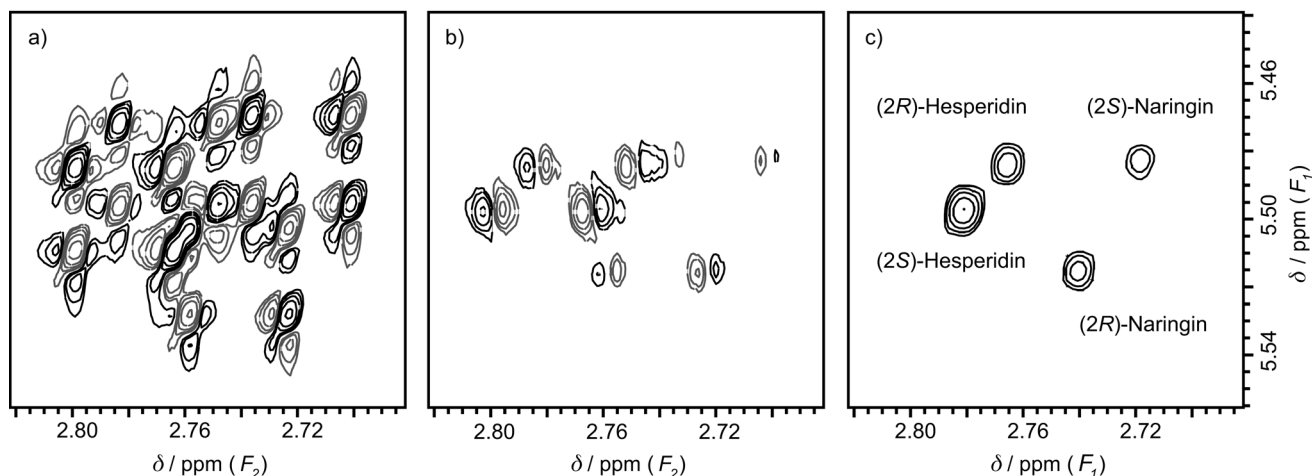 a)
b)
c)
(2R)-Hesperidin
(2S)-Naringin
(2S)-Hesperidin
(2R)-Naringin
5.46
5.50
5.54
δ / ppm (F₁)
2.80 2.76 2.72
2.80 2.76 2.72
2.80 2.76 2.72
δ / ppm (F₂)
δ / ppm (F₂)
δ / ppm (F₁)